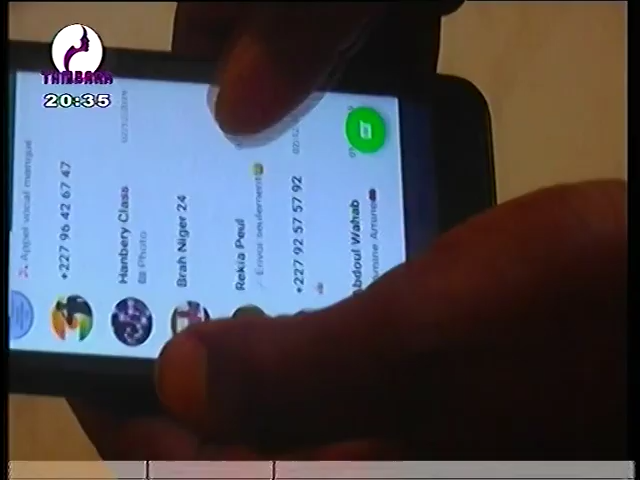 TAMBARA
20:35
Appel vocal manqué
+227 96 42 67 47
Hanbery Class
Photo
Brah Niger 24
Rekia Peul
Envoi seulement
+227 92 57 57 92
Abdoul Wahab